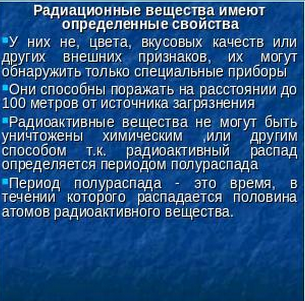 Радиационные вещества имеют
определенные свойства
У них не, цвета, вкусовых качеств или
других внешних признаков, их могут
обнаружить только специальные приборы
Они способны поражать на расстоянии до
100 метров от источника загрязнения
Радиоактивные вещества не могут быть
уничтожены химическим ,или другим
способом т.к. радиоактивный распад
определяется периодом полураспада
Период полураспада - это время, в
течении которого распадается половина
атомов радиоактивного вещества.